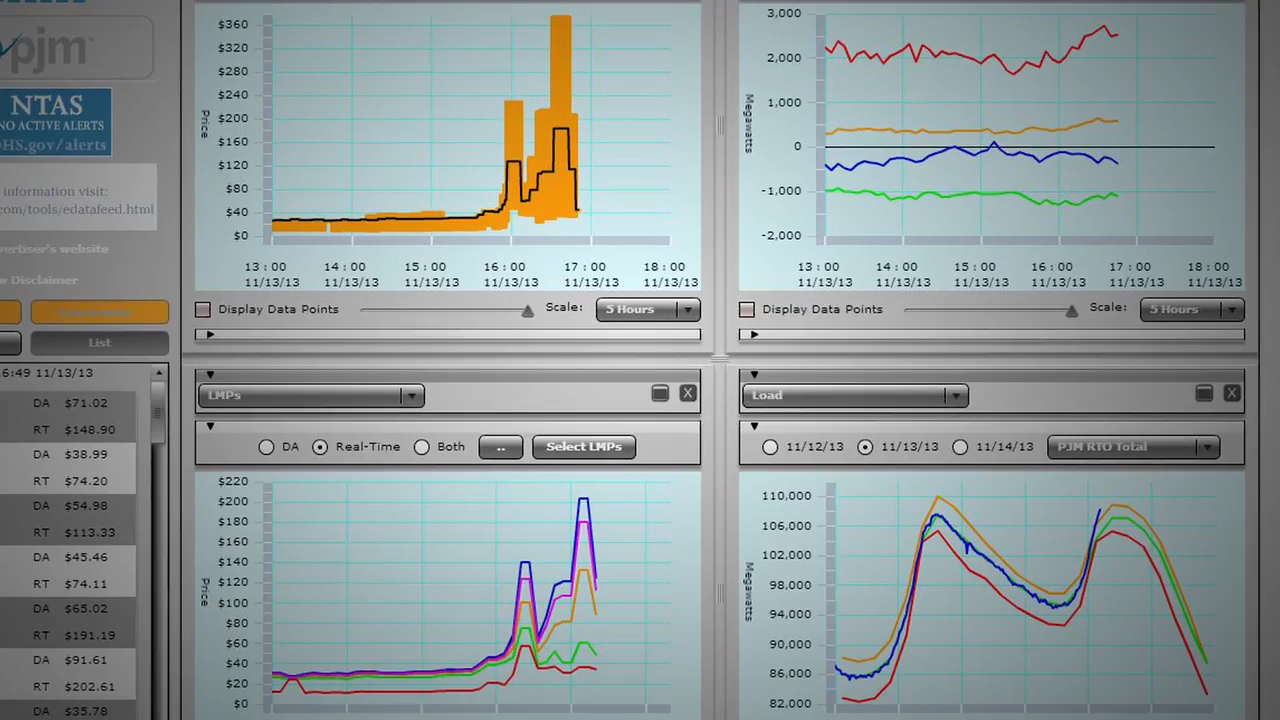 pjm
NTAS
NO ACTIVE ALERTS
DHS.gov/alerts
information visit:
com/tools/edatafeed.html
vertiser's website
w Disclaimer
List
6:49 11/13/13
DA $71.02
RT $148.90
DA $38.99
RT $74.20
DA $54.98
RT $113.33
DA $45.46
RT $74.11
DA $65.02
RT $191.19
DA $91.61
RT $202.61
DA $35.78
$360
$320
$280
$240
$200
$160
$120
$80
$40
$0
Price
13:00 14:00 15:00 16:00 17:00 18:00
11/13/13 11/13/13 11/13/13 11/13/13 11/13/13 11/13/13
Display Data Points Scale: 5 Hours
3,000
2,000
1,000
0
-1,000
-2,000
Megawatts
13:00 14:00 15:00 16:00 17:00 18:00
11/13/13 11/13/13 11/13/13 11/13/13 11/13/13 11/13/13
Display Data Points Scale: 5 Hours
LMPs X
DA Real-Time Both .. Select LMPs
$220
$200
$180
$160
$140
$120
$100
$80
$60
$40
$20
$0
Price
Load X
11/12/13 11/13/13 11/14/13 PJM RTO Total
110,000
106,000
102,000
98,000
94,000
90,000
86,000
82,000
Megawatts